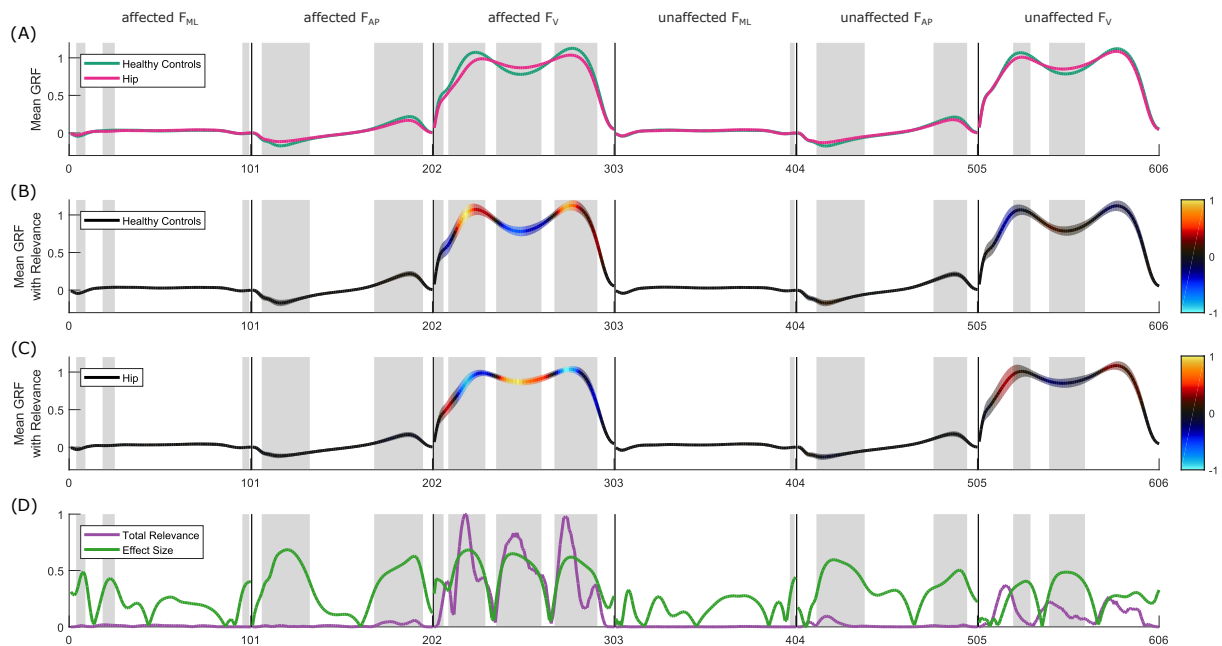 affected F_ML affected F_AP affected F_V unaffected F_ML unaffected F_AP unaffected F_V
(A)
Mean GRF
1
0.5
0
Healthy Controls
Hip
0 101 202 303 404 505 606
(B)
Mean GRF
with Relevance
1
0.5
0
Healthy Controls
1
0
-1
0 101 202 303 404 505 606
(C)
Mean GRF
with Relevance
1
0.5
0
Hip
1
0
-1
0 101 202 303 404 505 606
(D)
1
0.5
0
Total Relevance
Effect Size
0 101 202 303 404 505 606